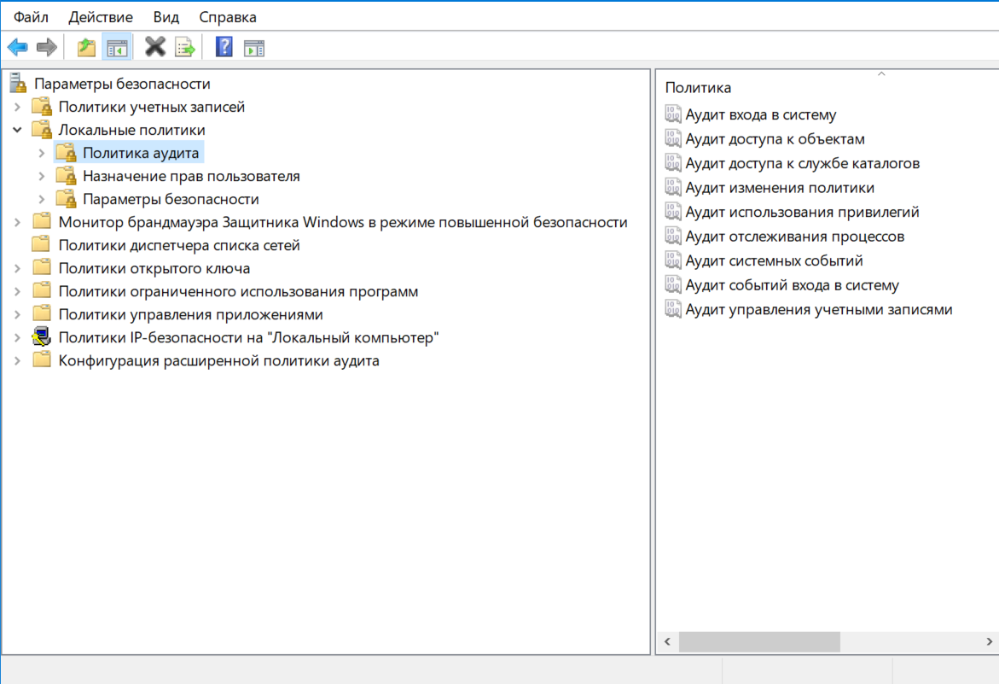 Файл Действие Вид Справка
Параметры безопасности
Политики учетных записей
Локальные политики
Политика аудита
Назначение прав пользователя
Параметры безопасности
Монитор брандмауэра Защитника Windows в режиме повышенной безопасности
Политики диспетчера списка сетей
Политики открытого ключа
Политики ограниченного использования программ
Политики управления приложениями
Политики IP-безопасности на "Локальный компьютер"
Конфигурация расширенной политики аудита
Политика
Аудит входа в систему
Аудит доступа к объектам
Аудит доступа к службе каталогов
Аудит изменения политики
Аудит использования привилегий
Аудит отслеживания процессов
Аудит системных событий
Аудит событий входа в систему
Аудит управления учетными записями